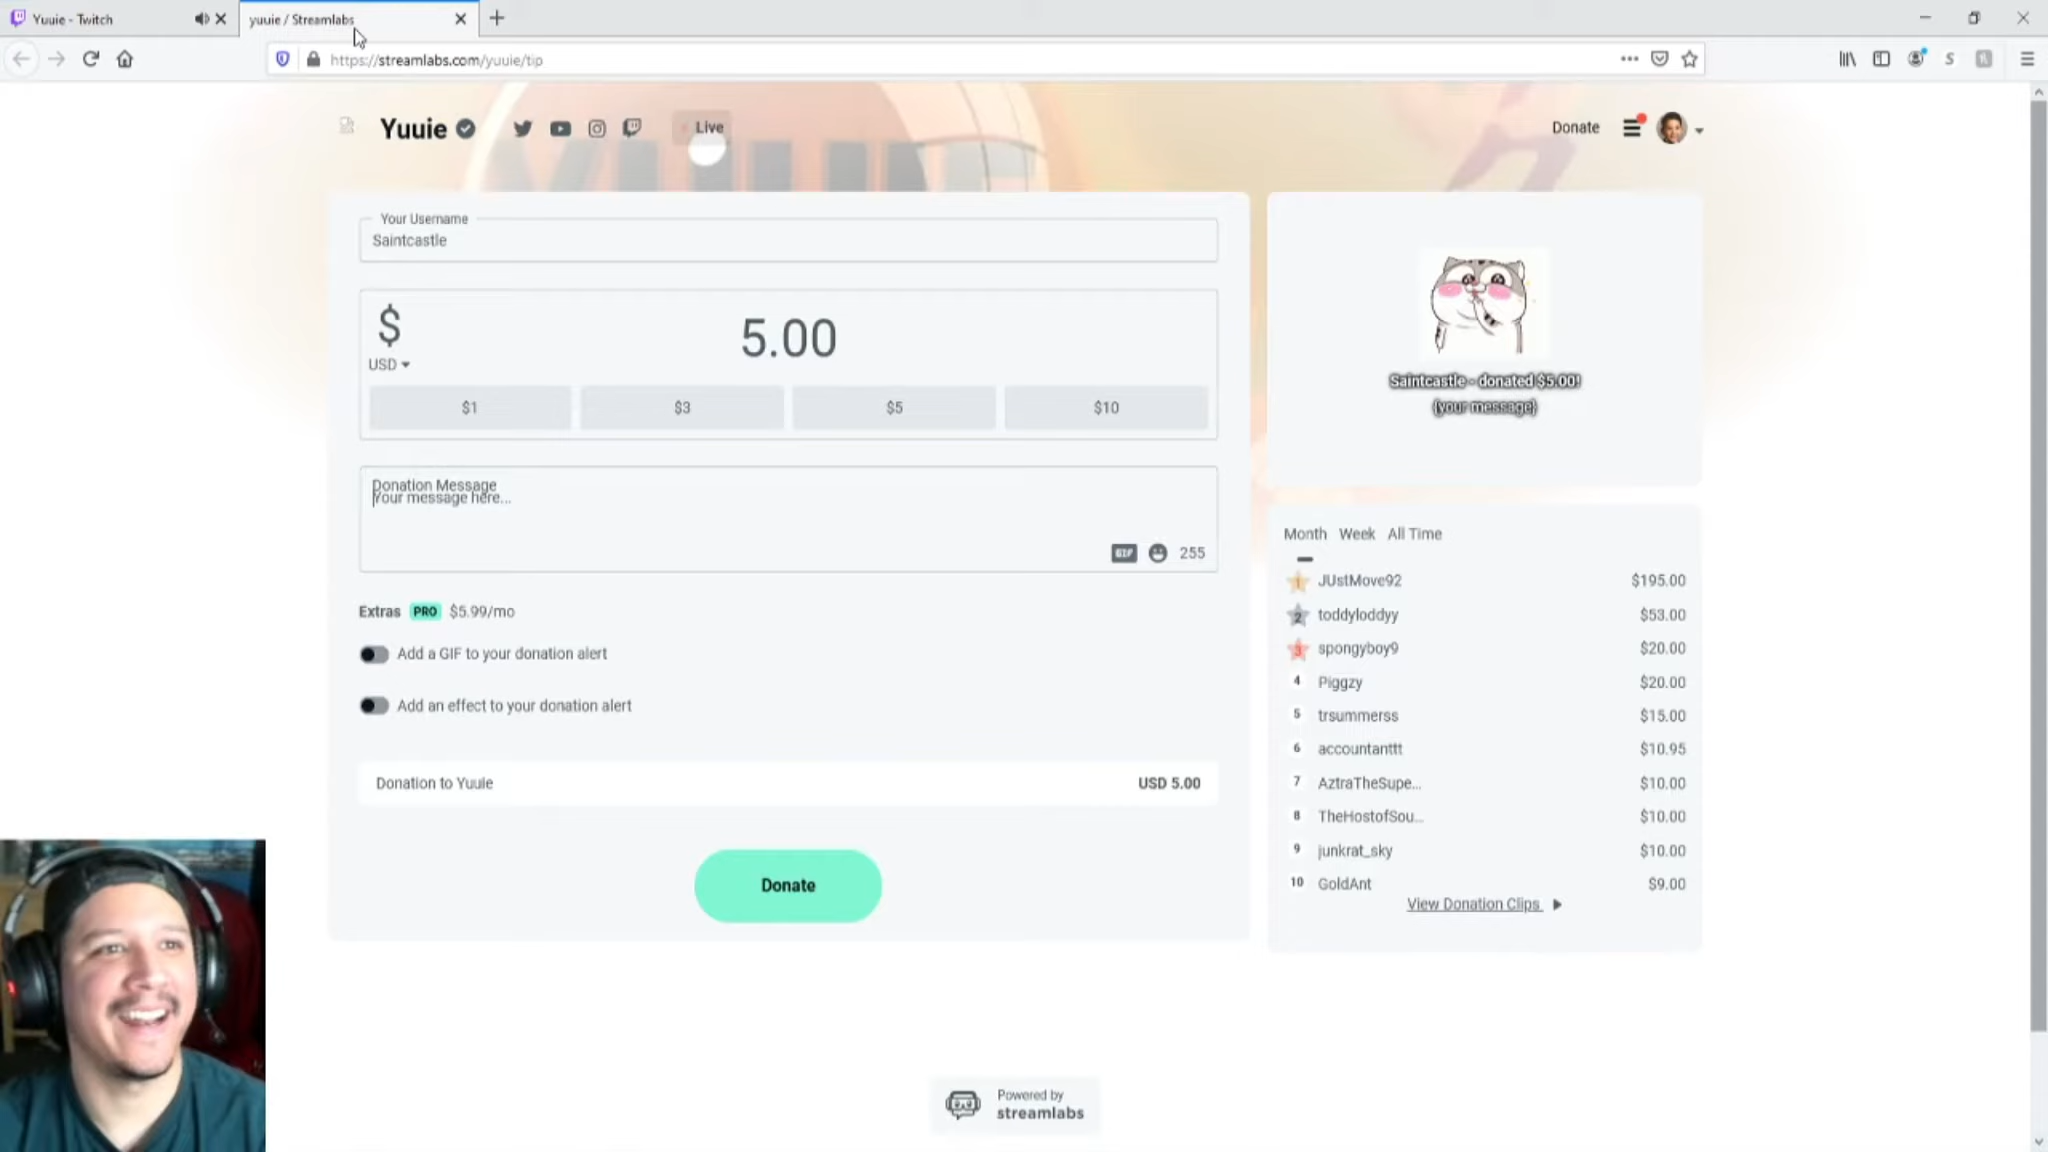 Yuuie - Twitch
yuuie / Streamlabs
https://streamlabs.com/yuuie/tip
Yuuie
Live
Donate
Your Username
Saintcastle
$
5.00
USD
$1
$3
$5
$10
Donation Message
Your message here...
GIF
255
Extras PRO $5.99/mo
Add a GIF to your donation alert
Add an effect to your donation alert
Donation to Yuuie USD 5.00
Donate
Saintcastle - donated $5.00!
(your message)
Month Week All Time
1 JUstMove92 $195.00
2 toddyloddyy $53.00
3 spongyboy9 $20.00
4 Piggzy $20.00
5 trsummerss $15.00
6 accountanttt $10.95
7 AztraTheSupe... $10.00
8 TheHostofSou... $10.00
9 junkrat_sky $10.00
10 GoldAnt $9.00
View Donation Clips
Powered by
streamlabs